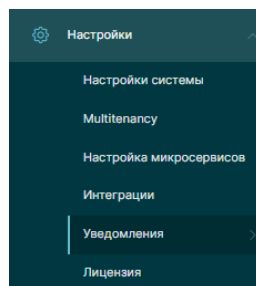 Настройки
Настройки системы
Multitenancy
Настройка микросервисов
Интеграции
Уведомления
Лицензия